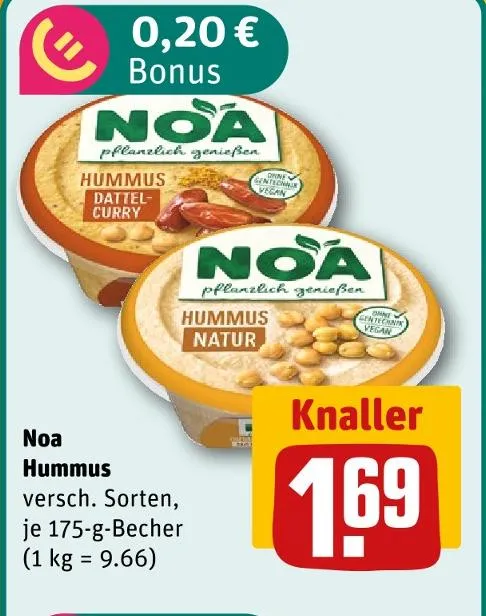 0,20 €
Bonus
NOA
pflanzlich genießen
HUMMUS
DATTEL-
CURRY
OHNE
GENTECHNIK
VEGAN
NOA
pflanzlich genießen
HUMMUS
NATUR
OHNE
GENTECHNIK
VEGAN
Noa
Hummus
versch. Sorten,
je 175-g-Becher
(1 kg = 9.66)
Knaller
1.69